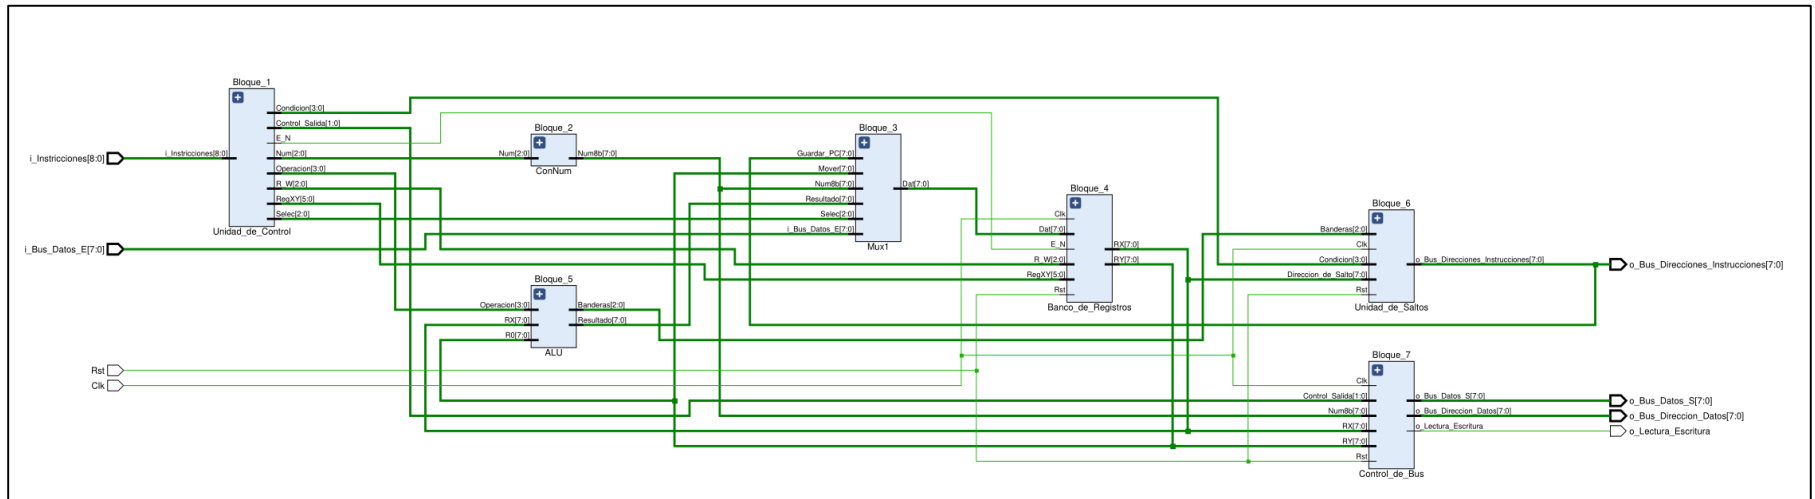 i_Instricciones[8:0]
i_Bus_Datos_E[7:0]
Rst
Clk
Bloque_1
i_Instricciones[8:0]
Condicion[3:0]
Control_Salida[1:0]
E_N
Num[2:0]
Operacion[3:0]
R_W[2:0]
RegXY[5:0]
Selec[2:0]
Unidad_de_Control
Bloque_2
Num[2:0]
Num8b[7:0]
ConNum
Bloque_5
Operacion[3:0]
RX[7:0]
R0[7:0]
Banderas[2:0]
Resultado[7:0]
ALU
Bloque_3
Guardar_PC[7:0]
Mover[7:0]
Num8b[7:0]
Resultado[7:0]
Selec[2:0]
i_Bus_Datos_E[7:0]
Dat[7:0]
Mux1
Bloque_4
Clk
Dat[7:0]
E_N
R_W[2:0]
RegXY[5:0]
Rst
RX[7:0]
RY[7:0]
Banco_de_Registros
Bloque_6
Banderas[2:0]
Clk
Condicion[3:0]
Direccion_de_Salto[7:0]
Rst
o_Bus_Direcciones_Instrucciones[7:0]
Unidad_de_Saltos
Bloque_7
Clk
Control_Salida[1:0]
Num8b[7:0]
RX[7:0]
RY[7:0]
Rst
o_Bus_Datos_S[7:0]
o_Bus_Direccion_Datos[7:0]
o_Lectura_Escritura
Control_de_Bus
o_Bus_Direcciones_Instrucciones[7:0]
o_Bus_Datos_S[7:0]
o_Bus_Direccion_Datos[7:0]
o_Lectura_Escritura